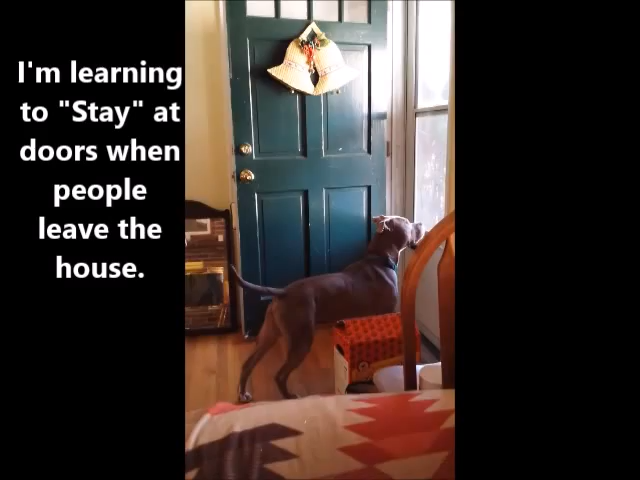 I'm learning
to "Stay" at
doors when
people
leave the
house.